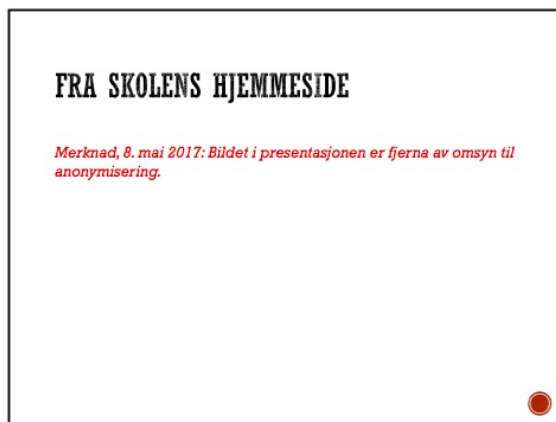 FRA SKOLENS HJEMMESIDE
Merknad, 8. mai 2017: Bildet i presentasjonen er fjerna av omsyn til
anonymisering.